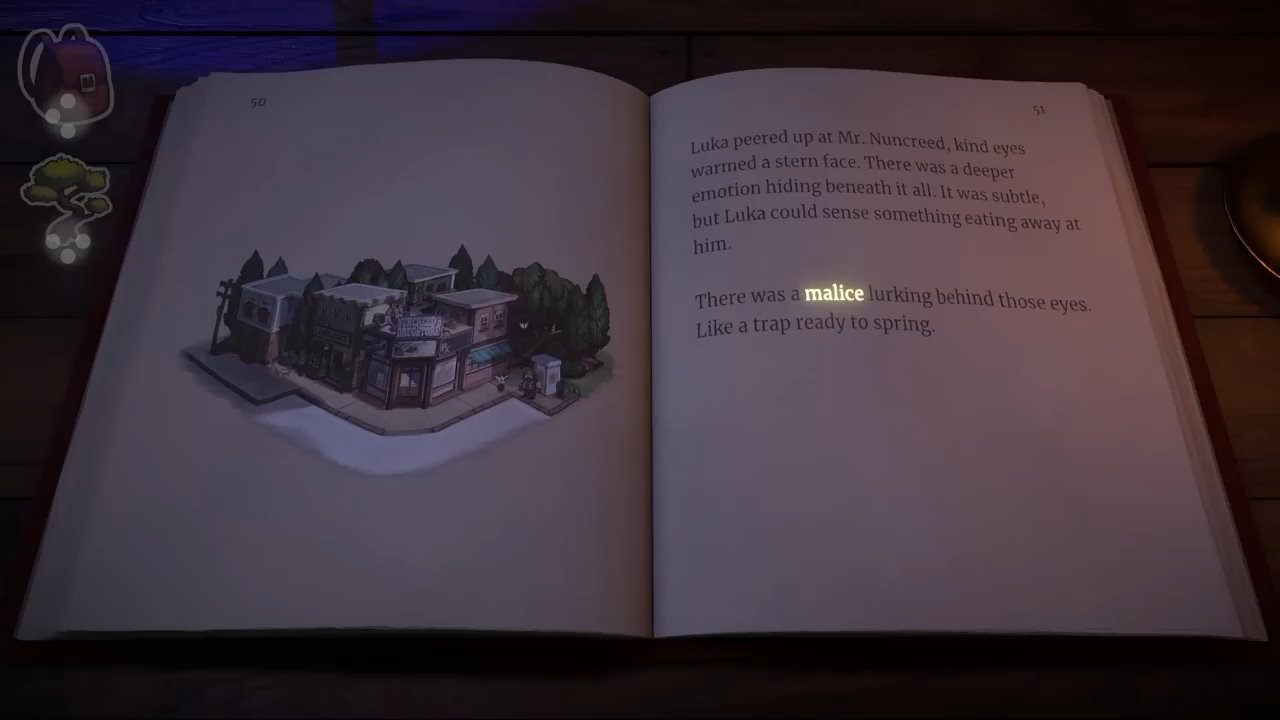 50
51
Luka peered up at Mr. Nuncreed, kind eyes
warmed a stern face. There was a deeper
emotion hiding beneath it all. It was subtle,
but Luka could sense something eating away at
him.
There was a malice lurking behind those eyes.
Like a trap ready to spring.